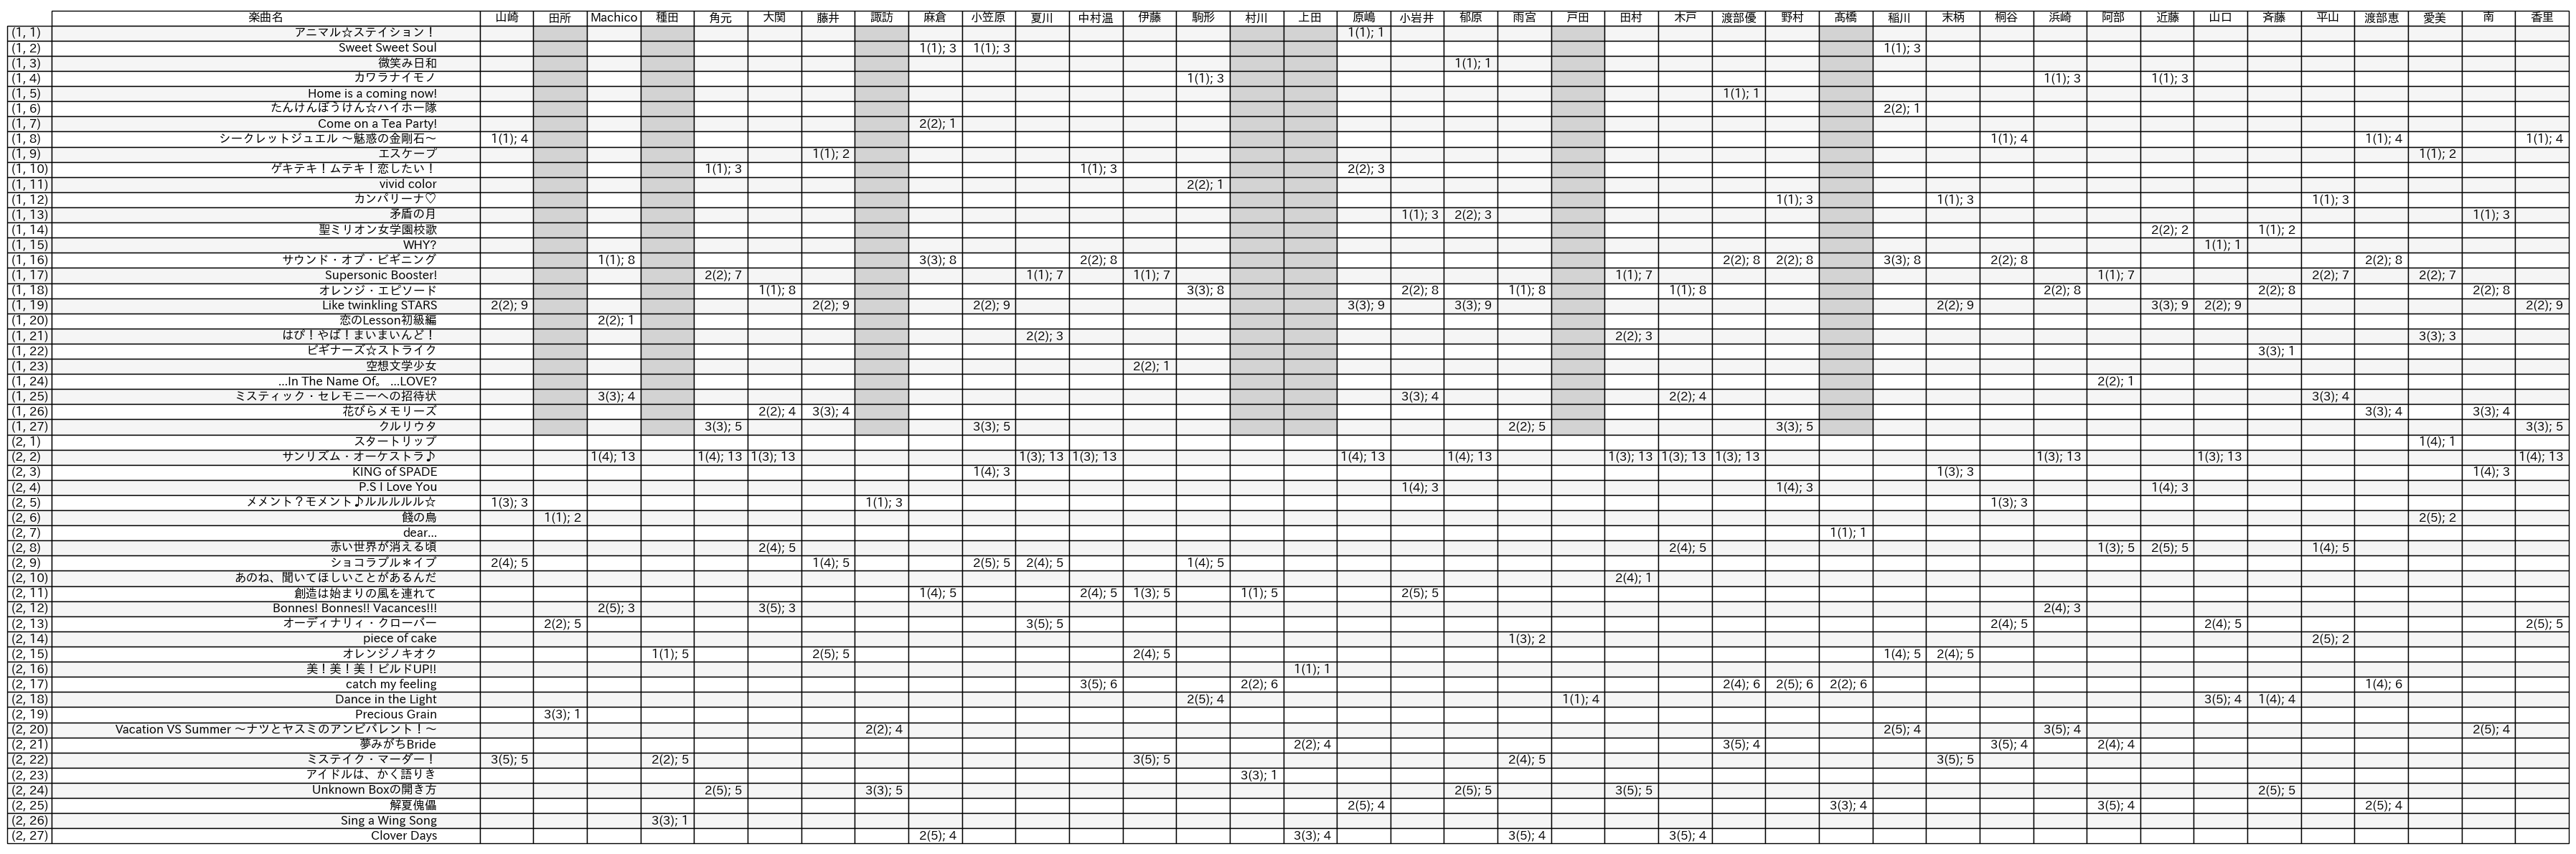 楽曲名 山崎 田所 Machico 種田 角元 大関 藤井 諏訪 麻倉 小笠原 夏川 中村温 伊藤 駒形 村川 上田 原嶋 小岩井 郁原 雨宮 戸田 田村 木戸 渡部優 野村 髙橋 稲川 末柄 桐谷 浜崎 阿部 近藤 山口 斉藤 平山 渡部恵 愛美 南 香里
(1, 1) アニマル☆ステイション！ 1(1); 1
(1, 2) Sweet Sweet Soul 1(1); 3 1(1); 3 1(1); 3
(1, 3) 微笑み日和 1(1); 1
(1, 4) カワラナイモノ 1(1); 3 1(1); 3 1(1); 3
(1, 5) Home is a coming now! 1(1); 1
(1, 6) たんけんぼうけん☆ハイホー隊 2(2); 1
(1, 7) Come on a Tea Party! 2(2); 1
(1, 8) シークレットジュエル ～魅惑の金剛石～ 1(1); 4 1(1); 4 1(1); 4 1(1); 4
(1, 9) エスケープ 1(1); 2 1(1); 2
(1, 10) ゲキテキ！ムテキ！恋したい！ 1(1); 3 1(1); 3 2(2); 3
(1, 11) vivid color 2(2); 1
(1, 12) カンパリーナ♡ 1(1); 3 1(1); 3 1(1); 3
(1, 13) 矛盾の月 1(1); 3 2(2); 3 1(1); 3
(1, 14) 聖ミリオン女学園校歌 2(2); 2 1(1); 2
(1, 15) WHY? 1(1); 1
(1, 16) サウンド・オブ・ビギニング 1(1); 8 3(3); 8 2(2); 8 2(2); 8 2(2); 8 3(3); 8 2(2); 8 2(2); 8
(1, 17) Supersonic Booster! 2(2); 7 1(1); 7 1(1); 7 1(1); 7 1(1); 7 2(2); 7 2(2); 7
(1, 18) オレンジ・エピソード 1(1); 8 3(3); 8 2(2); 8 1(1); 8 1(1); 8 2(2); 8 2(2); 8 2(2); 8
(1, 19) Like twinkling STARS 2(2); 9 2(2); 9 2(2); 9 3(3); 9 3(3); 9 2(2); 9 3(3); 9 2(2); 9 2(2); 9
(1, 20) 恋のLesson初級編 2(2); 1
(1, 21) はぴ！やば！まいまいんど！ 2(2); 3 2(2); 3 3(3); 3
(1, 22) ビギナーズ☆ストライク 3(3); 1
(1, 23) 空想文学少女 2(2); 1
(1, 24) ...In The Name Of。 ...LOVE? 2(2); 1
(1, 25) ミスティック・セレモニーへの招待状 3(3); 4 3(3); 4 2(2); 4 3(3); 4
(1, 26) 花びらメモリーズ 2(2); 4 3(3); 4 3(3); 4 3(3); 4
(1, 27) クルリウタ 3(3); 5 3(3); 5 2(2); 5 3(3); 5 3(3); 5
(2, 1) スタートリップ 1(4); 1
(2, 2) サンリズム・オーケストラ♪ 1(4); 13 1(4); 13 1(3); 13 1(3); 13 1(3); 13 1(4); 13 1(4); 13 1(3); 13 1(3); 13 1(3); 13 1(3); 13 1(3); 13 1(4); 13
(2, 3) KING of SPADE 1(4); 3 1(3); 3 1(4); 3
(2, 4) P.S I Love You 1(4); 3 1(4); 3 1(4); 3
(2, 5) メメント？モメント♪ルルルルル☆ 1(3); 3 1(1); 3 1(3); 3
(2, 6) 餞の鳥 1(1); 2 2(5); 2
(2, 7) dear... 1(1); 1
(2, 8) 赤い世界が消える頃 2(4); 5 2(4); 5 1(3); 5 2(5); 5 1(4); 5
(2, 9) ショコラブル＊イブ 2(4); 5 1(4); 5 2(5); 5 2(4); 5 1(4); 5
(2, 10) あのね、聞いてほしいことがあるんだ 2(4); 1
(2, 11) 創造は始まりの風を連れて 1(4); 5 2(4); 5 1(3); 5 1(1); 5 2(5); 5
(2, 12) Bonnes! Bonnes!! Vacances!!! 2(5); 3 3(5); 3 2(4); 3
(2, 13) オーディナリィ・クローバー 2(2); 5 3(5); 5 2(4); 5 2(4); 5 2(5); 5
(2, 14) piece of cake 1(3); 2 2(5); 2
(2, 15) オレンジノキオク 1(1); 5 2(5); 5 2(4); 5 1(4); 5 2(4); 5
(2, 16) 美！美！美！ビルドUP!! 1(1); 1
(2, 17) catch my feeling 3(5); 6 2(2); 6 2(4); 6 2(5); 6 2(2); 6 1(4); 6
(2, 18) Dance in the Light 2(5); 4 1(1); 4 3(5); 4 1(4); 4
(2, 19) Precious Grain 3(3); 1
(2, 20) Vacation VS Summer ～ナツとヤスミのアンビバレント！～ 2(2); 4 2(5); 4 3(5); 4 2(5); 4
(2, 21) 夢みがちBride 2(2); 4 3(5); 4 3(5); 4 2(4); 4
(2, 22) ミステイク・マーダー！ 3(5); 5 2(2); 5 3(5); 5 2(4); 5 3(5); 5
(2, 23) アイドルは、かく語りき 3(3); 1
(2, 24) Unknown Boxの開き方 2(5); 5 3(3); 5 2(5); 5 3(5); 5 2(5); 5
(2, 25) 解夏傀儡 2(5); 4 3(3); 4 3(5); 4 2(5); 4
(2, 26) Sing a Wing Song 3(3); 1
(2, 27) Clover Days 2(5); 4 3(3); 4 3(5); 4 3(5); 4